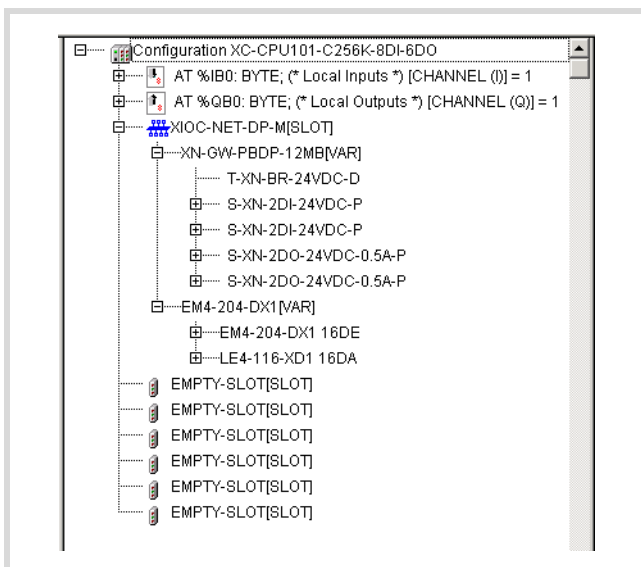 Configuration XC-CPU101-C256K-8DI-6DO
AT %IB0: BYTE; (* Local Inputs *) [CHANNEL (I)] = 1
AT %QB0: BYTE; (* Local Outputs *) [CHANNEL (Q)] = 1
XIOC-NET-DP-M[SLOT]
XN-GW-PBDP-12MB[VAR]
T-XN-BR-24VDC-D
S-XN-2DI-24VDC-P
S-XN-2DI-24VDC-P
S-XN-2DO-24VDC-0.5A-P
S-XN-2DO-24VDC-0.5A-P
EM4-204-DX1[VAR]
EM4-204-DX1 16DE
LE4-116-XD1 16DA
EMPTY-SLOT[SLOT]
EMPTY-SLOT[SLOT]
EMPTY-SLOT[SLOT]
EMPTY-SLOT[SLOT]
EMPTY-SLOT[SLOT]
EMPTY-SLOT[SLOT]